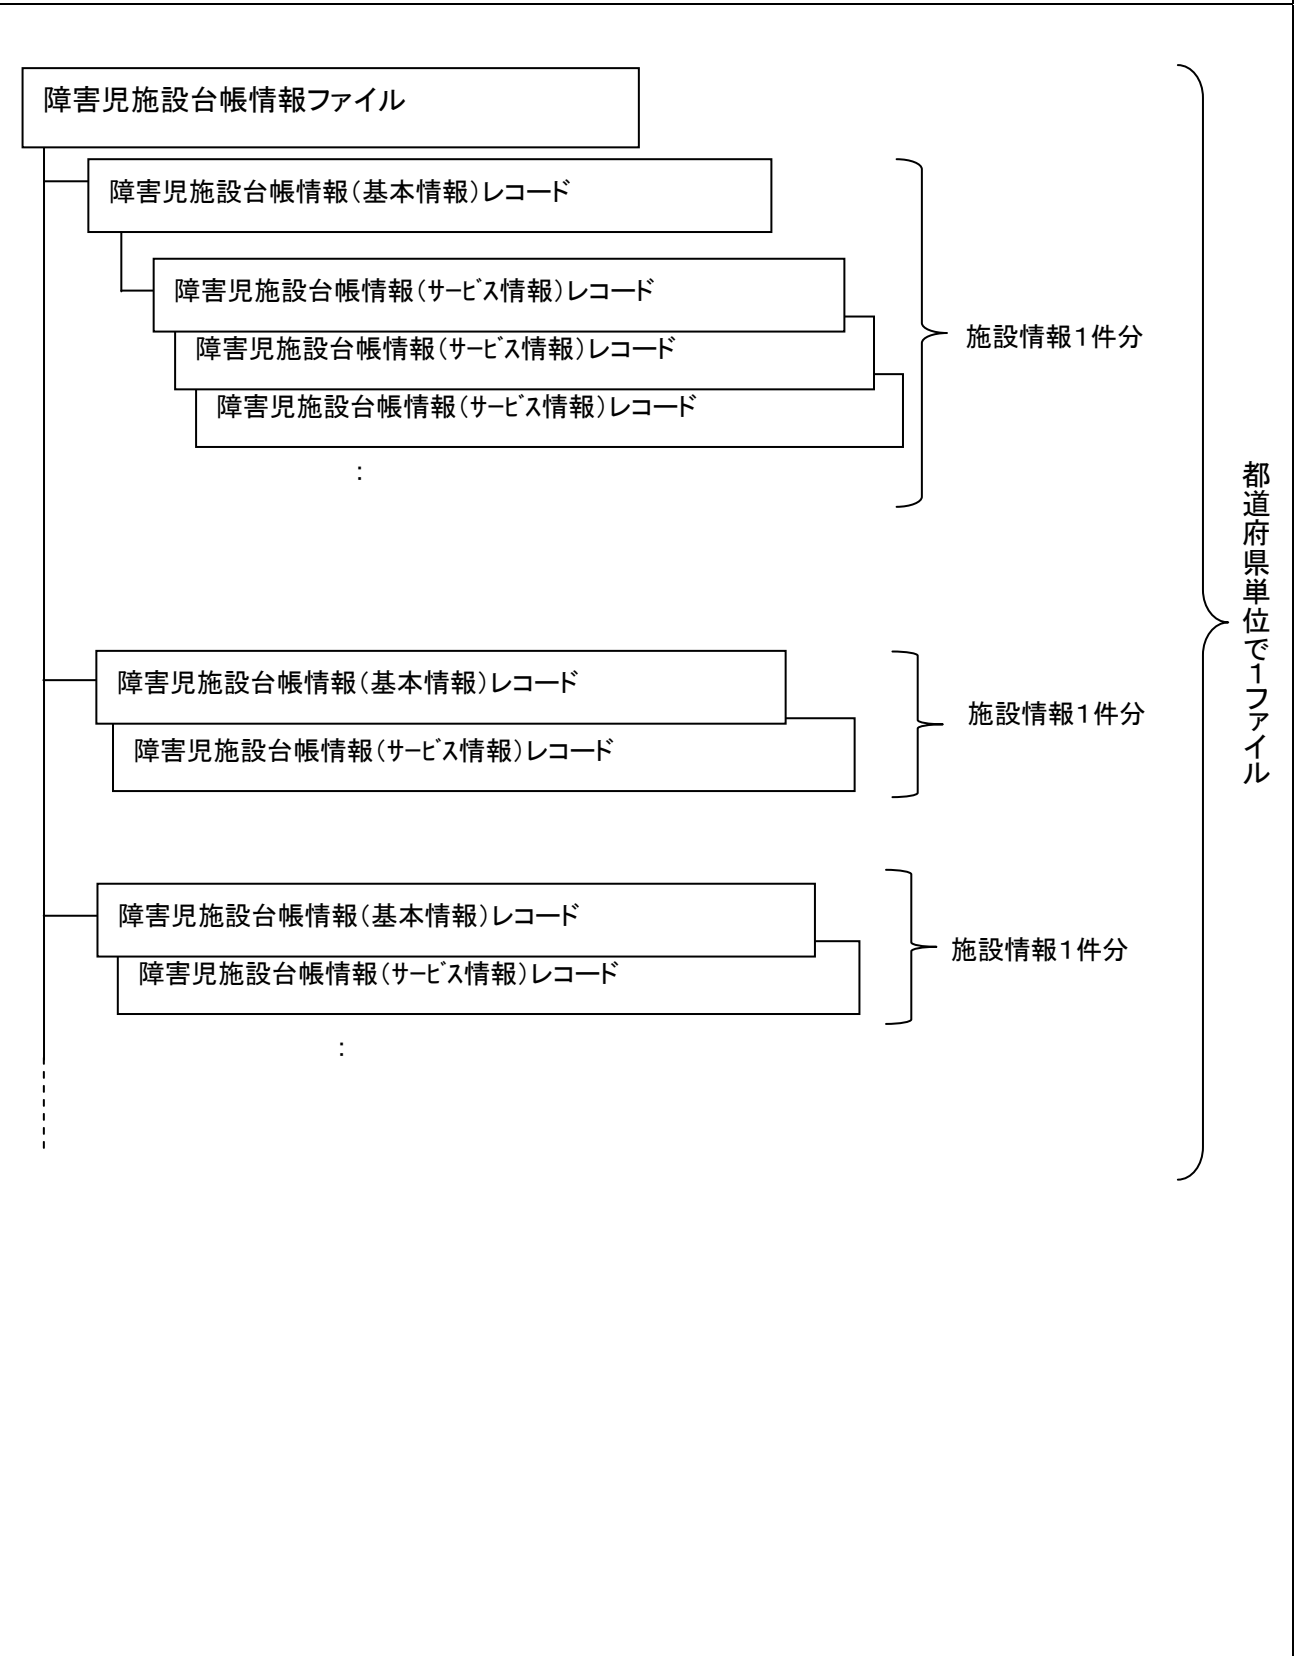 障害児施設台帳情報ファイル
障害児施設台帳情報(基本情報)レコード
障害児施設台帳情報(ｻｰﾋﾞｽ情報)レコード
障害児施設台帳情報(ｻｰﾋﾞｽ情報)レコード
障害児施設台帳情報(ｻｰﾋﾞｽ情報)レコード
:
施設情報1件分
障害児施設台帳情報(基本情報)レコード
障害児施設台帳情報(ｻｰﾋﾞｽ情報)レコード
施設情報1件分
障害児施設台帳情報(基本情報)レコード
障害児施設台帳情報(ｻｰﾋﾞｽ情報)レコード
:
施設情報1件分
都道府県単位で1ファイル